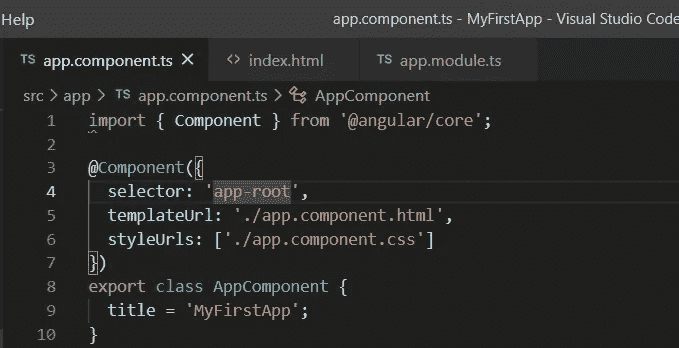 Help app.component.ts - MyFirstApp - Visual Studio Code
TS app.component.ts × <> index.html TS app.module.ts
src > app > TS app.component.ts > AppComponent
1 import { Component } from '@angular/core';
2
3 @Component({
4 selector: 'app-root',
5 templateUrl: './app.component.html',
6 styleUrls: ['./app.component.css']
7 })
8 export class AppComponent {
9 title = 'MyFirstApp';
10 }